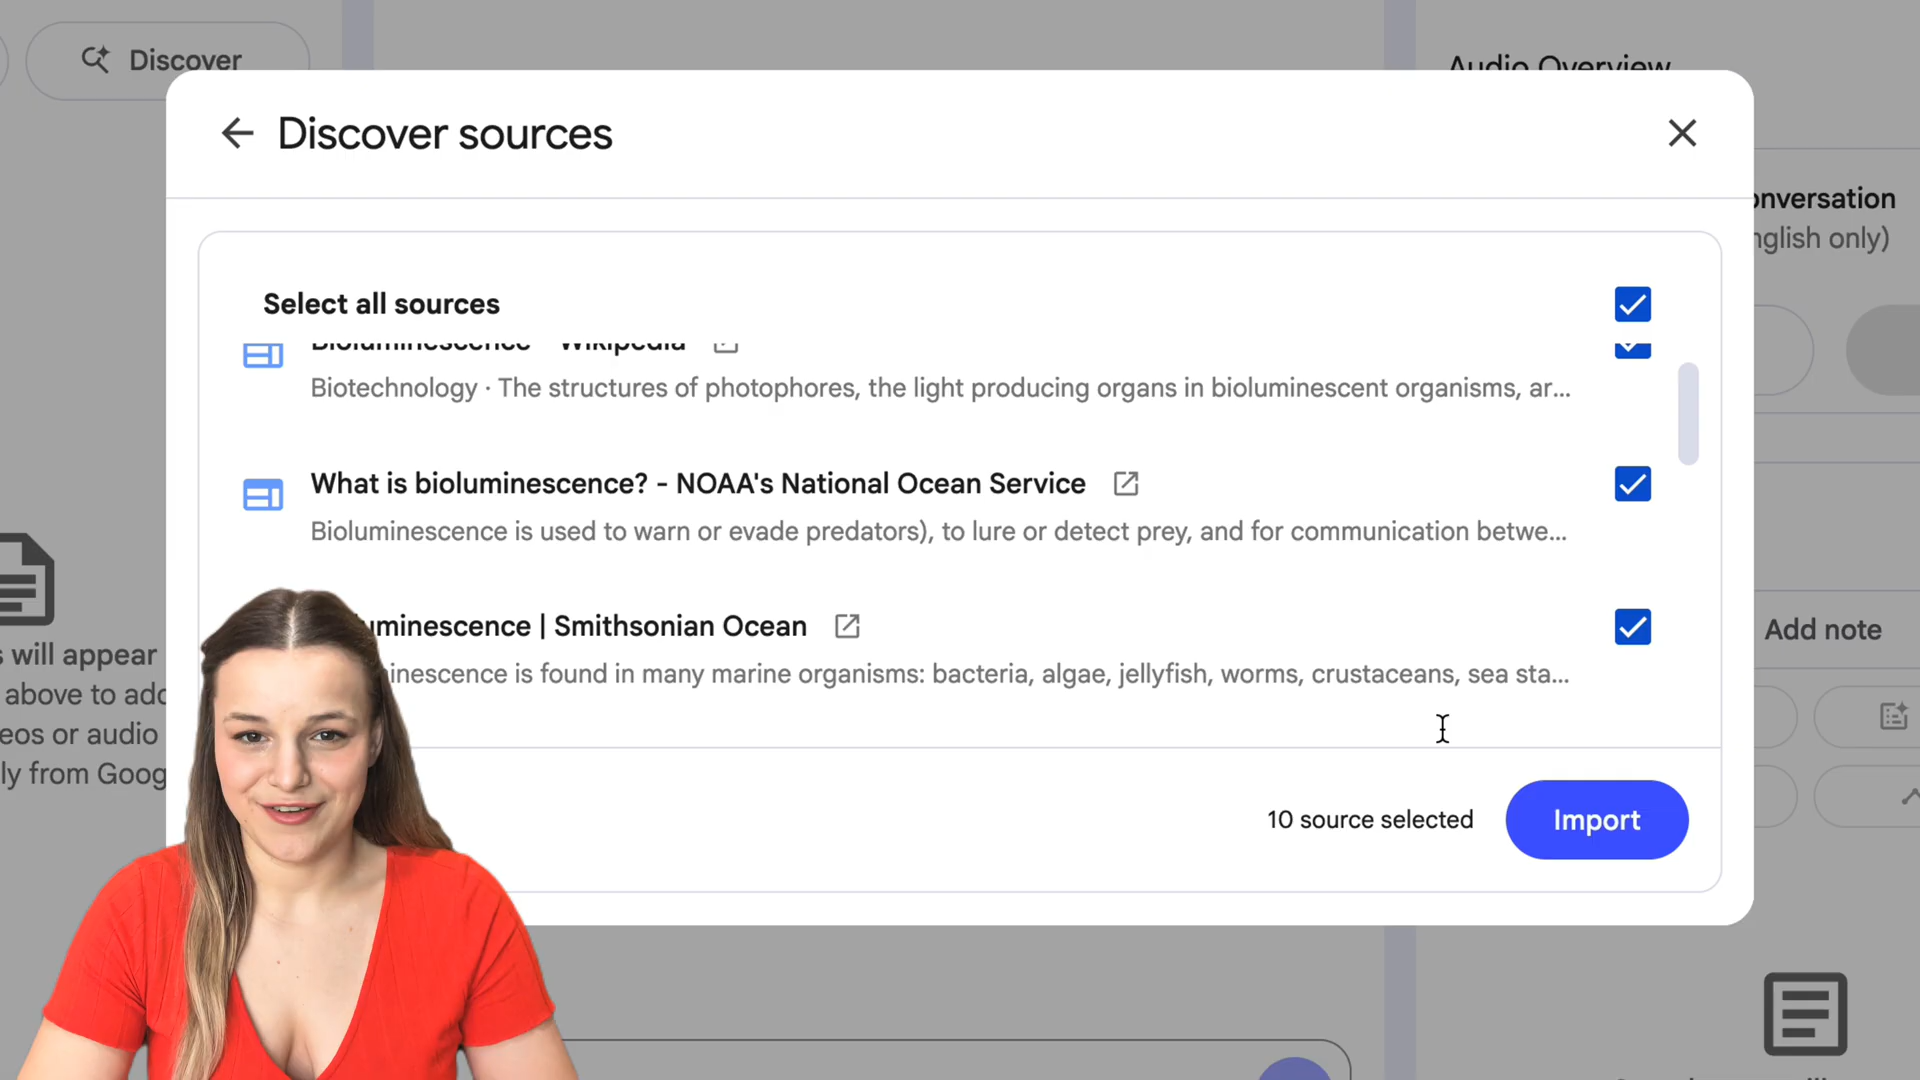 Discover
Audio Overview
Discover sources
onversation
nglish only)
Select all sources
Bioluminescence - Wikipedia
Biotechnology · The structures of photophores, the light producing organs in bioluminescent organisms, ar...
What is bioluminescence? - NOAA's National Ocean Service
Bioluminescence is used to warn or evade predators), to lure or detect prey, and for communication betwe...
uminescence | Smithsonian Ocean
inescence is found in many marine organisms: bacteria, algae, jellyfish, worms, crustaceans, sea sta...
Add note
s will appear
above to add
eos or audio
ly from Goog
10 source selected
Import